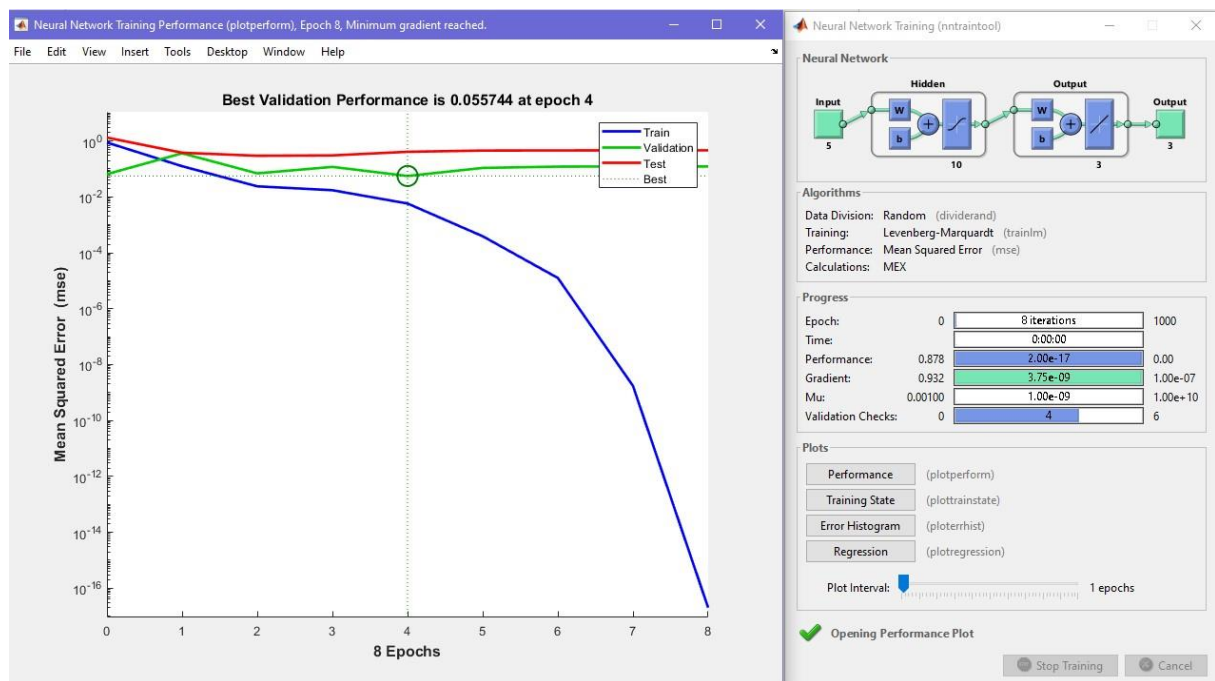 Neural Network Training Performance (plotperform), Epoch 8, Minimum gradient reached.
File Edit View Insert Tools Desktop Window Help
Best Validation Performance is 0.055744 at epoch 4
Train
Validation
Test
Best
10^0
10^-2
10^-4
10^-6
10^-8
10^-10
10^-12
10^-14
10^-16
Mean Squared Error (mse)
0 1 2 3 4 5 6 7 8
8 Epochs
Neural Network Training (nntraintool)
Neural Network
Hidden Output
Input Output
W W
+ +
b b
5 3
10 3
Algorithms
Data Division: Random (dividerand)
Training: Levenberg-Marquardt (trainlm)
Performance: Mean Squared Error (mse)
Calculations: MEX
Progress
Epoch: 0 8 iterations 1000
Time: 0:00:00
Performance: 0.878 2.00e-17 0.00
Gradient: 0.932 3.75e-09 1.00e-07
Mu: 0.00100 1.00e-09 1.00e+10
Validation Checks: 0 4 6
Plots
Performance (plotperform)
Training State (plottrainstate)
Error Histogram (ploterrhist)
Regression (plotregression)
Plot Interval: 1 epochs
Opening Performance Plot
Stop Training Cancel